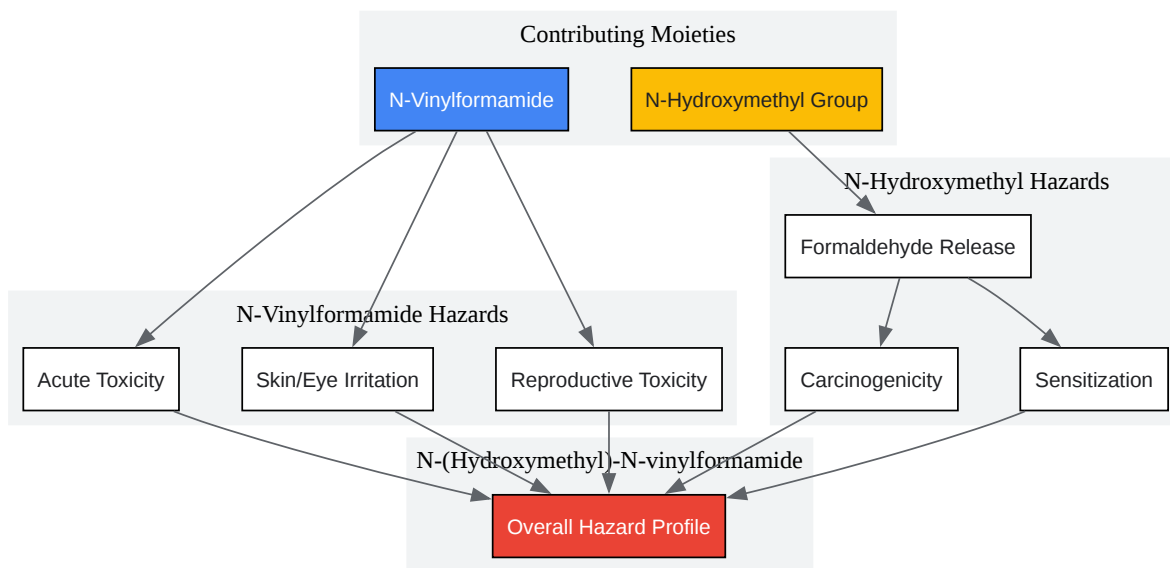 Contributing Moieties
N-Vinylformamide
N-Hydroxymethyl Group
N-Hydroxymethyl Hazards
Formaldehyde Release
N-Vinylformamide Hazards
Acute Toxicity
Skin/Eye Irritation
Reproductive Toxicity
Carcinogenicity
Sensitization
N-(Hydroxymethyl)-N-vinylformamide
Overall Hazard Profile